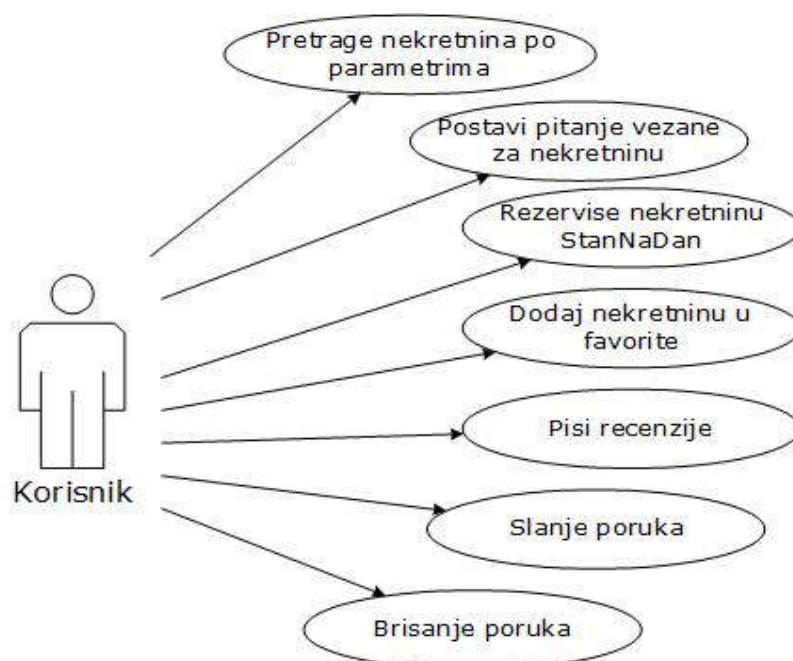 Pretrage nekretnina po
parametrima
Postavi pitanje vezane
za nekretninu
Rezervise nekretninu
StanNaDan
Dodaj nekretninu u
favorite
Pisi recenzije
Slanje poruka
Brisanje poruka
Korisnik